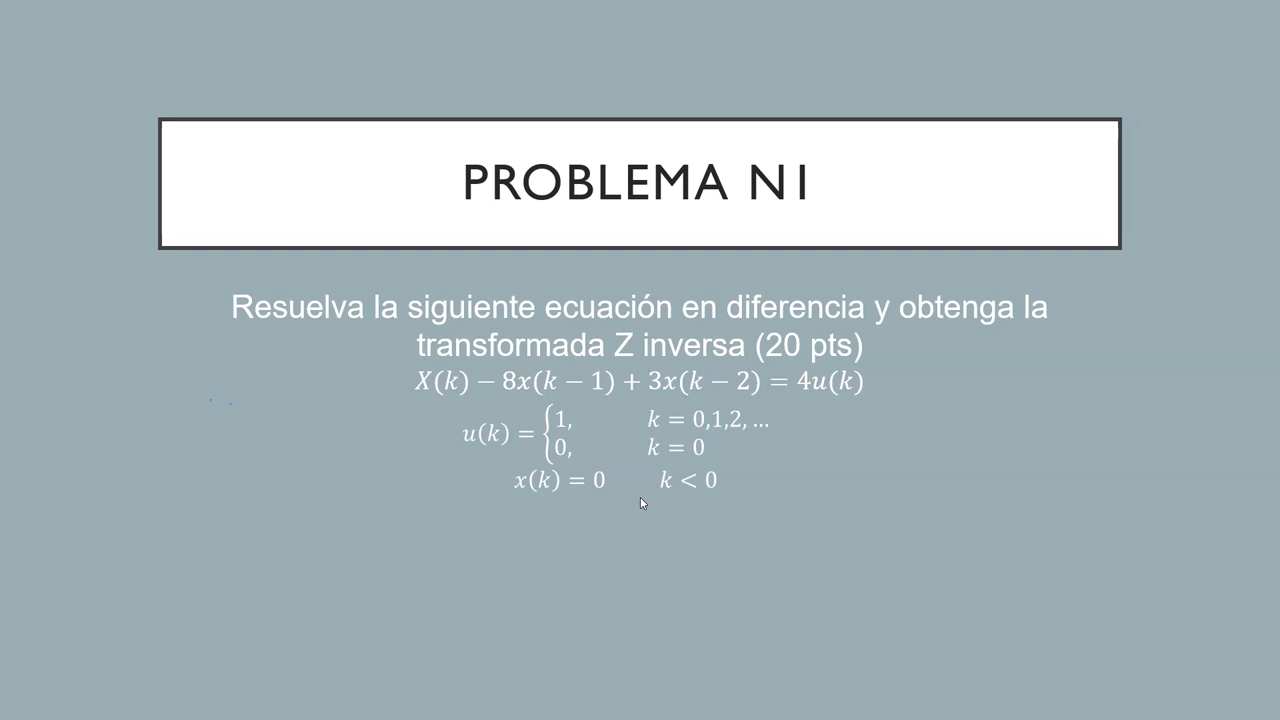 PROBLEMA N1
Resuelva la siguiente ecuación en diferencia y obtenga la
transformada Z inversa (20 pts)
X(k) − 8x(k − 1) + 3x(k − 2) = 4u(k)
u(k) = { 1, k = 0,1,2, …
0, k = 0
x(k) = 0 k < 0